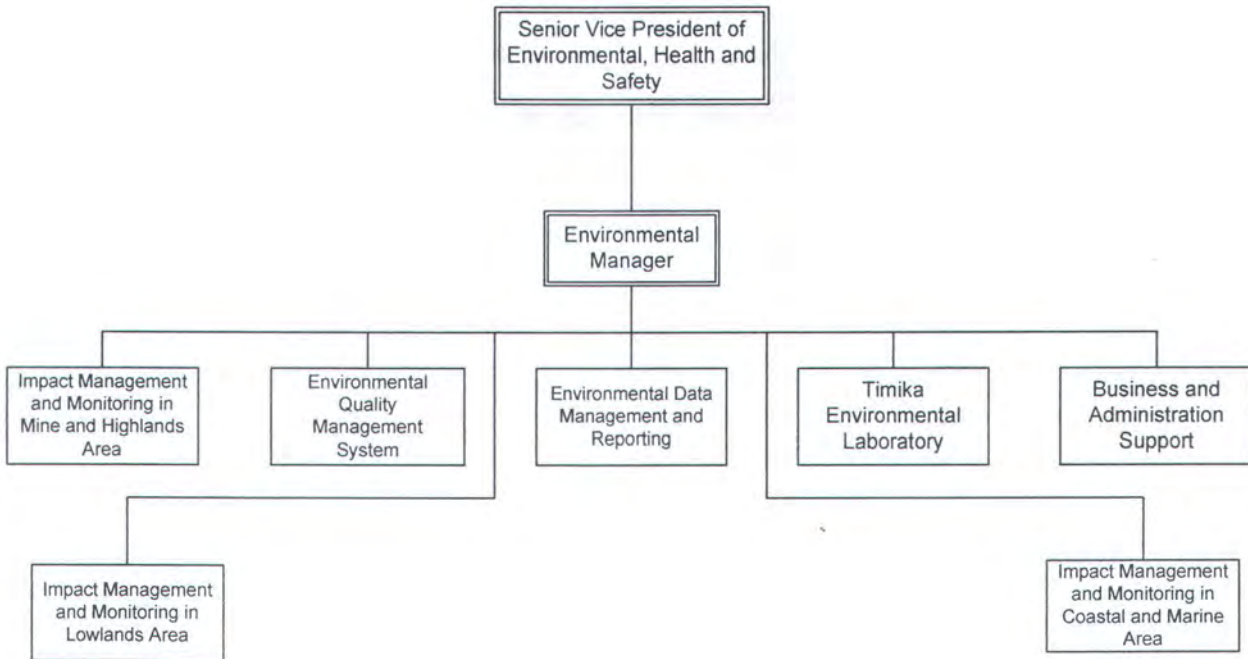 Senior Vice President of
Environmental, Health and
Safety
Environmental
Manager
Impact Management
and Monitoring in
Mine and Highlands
Area
Environmental
Quality
Management
System
Environmental Data
Management and
Reporting
Timika
Environmental
Laboratory
Business and
Administration
Support
Impact Management
and Monitoring in
Lowlands Area
Impact Management
and Monitoring in
Coastal and Marine
Area